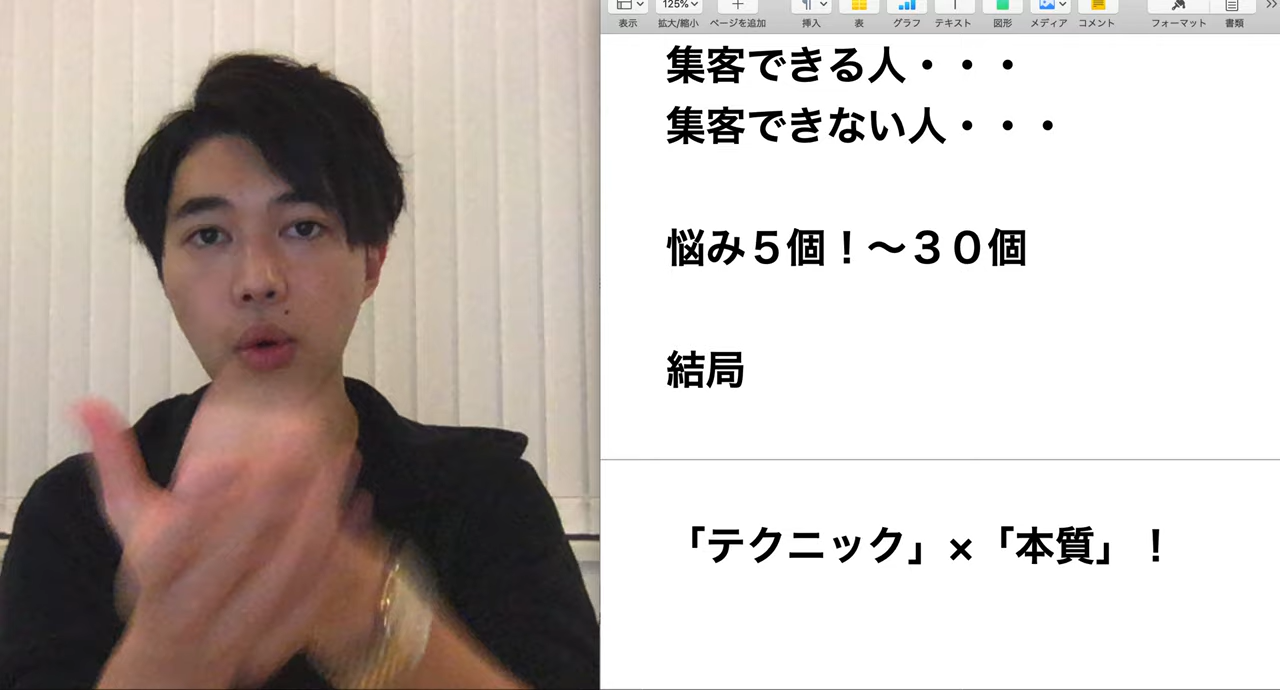 125%
表示 拡大/縮小 ページを追加 挿入 表 グラフ テキスト 図形 メディア コメント フォーマット 書類
集客できる人・・・
集客できない人・・・
悩み５個！〜３０個
結局
「テクニック」×「本質」！